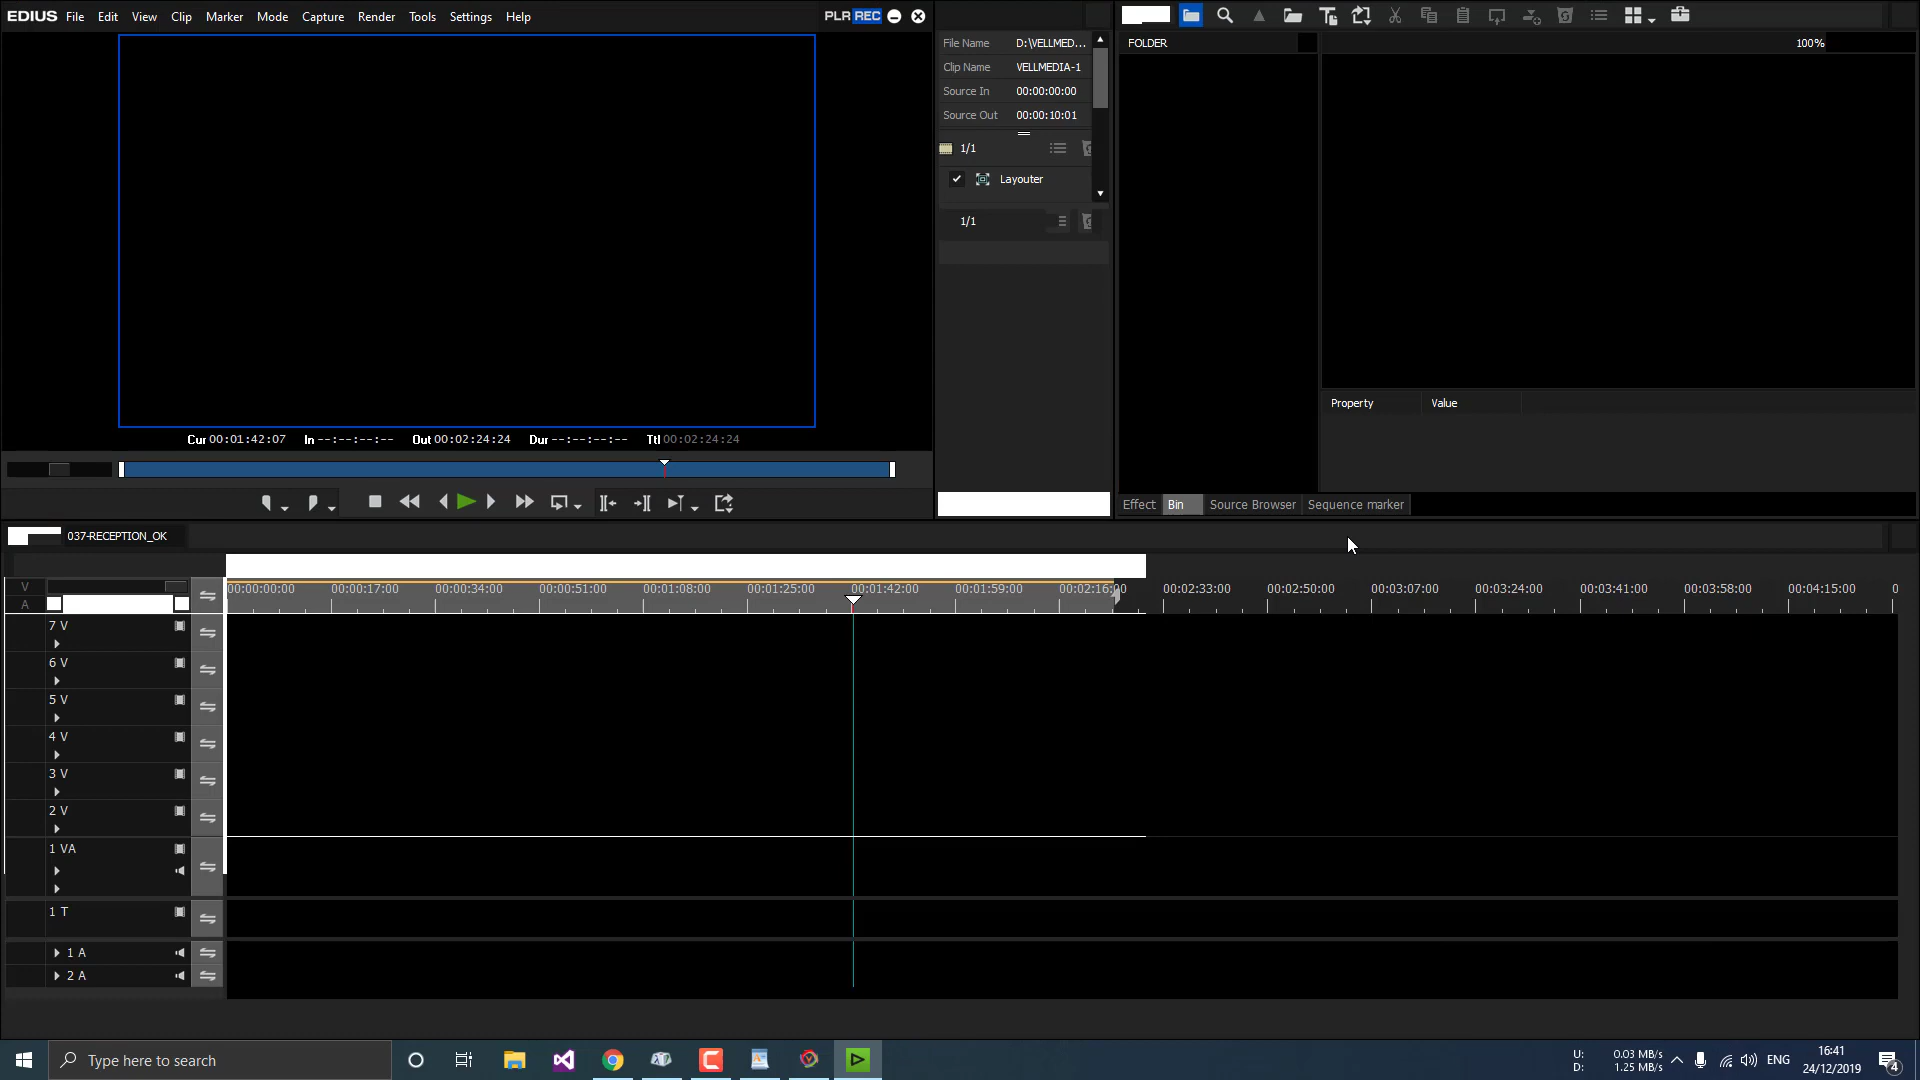 EDIUS File Edit View Clip Marker Mode Capture Render Tools Settings Help PLR REC
Cur 00:01:42:07 In --:--:--:-- Out 00:02:24:24 Dur --:--:--:-- Ttl 00:02:24:24
File Name D:\VELLMED...
Clip Name VELLMEDIA-1
Source In 00:00:00:00
Source Out 00:00:10:01
1/1
Layouter
1/1
FOLDER 100%
Property Value
Effect Bin Source Browser Sequence marker
037-RECEPTION_OK
V 00:00:00:00 00:00:17:00 00:00:34:00 00:00:51:00 00:01:08:00 00:01:25:00 00:01:42:00 00:01:59:00 00:02:16:00 00:02:33:00 00:02:50:00 00:03:07:00 00:03:24:00 00:03:41:00 00:03:58:00 00:04:15:00 0
A
7 V
6 V
5 V
4 V
3 V
2 V
1 VA
1 T
1 A
2 A
Type here to search
U: 0.03 MB/s
D: 1.25 MB/s
ENG
16:41
24/12/2019
4